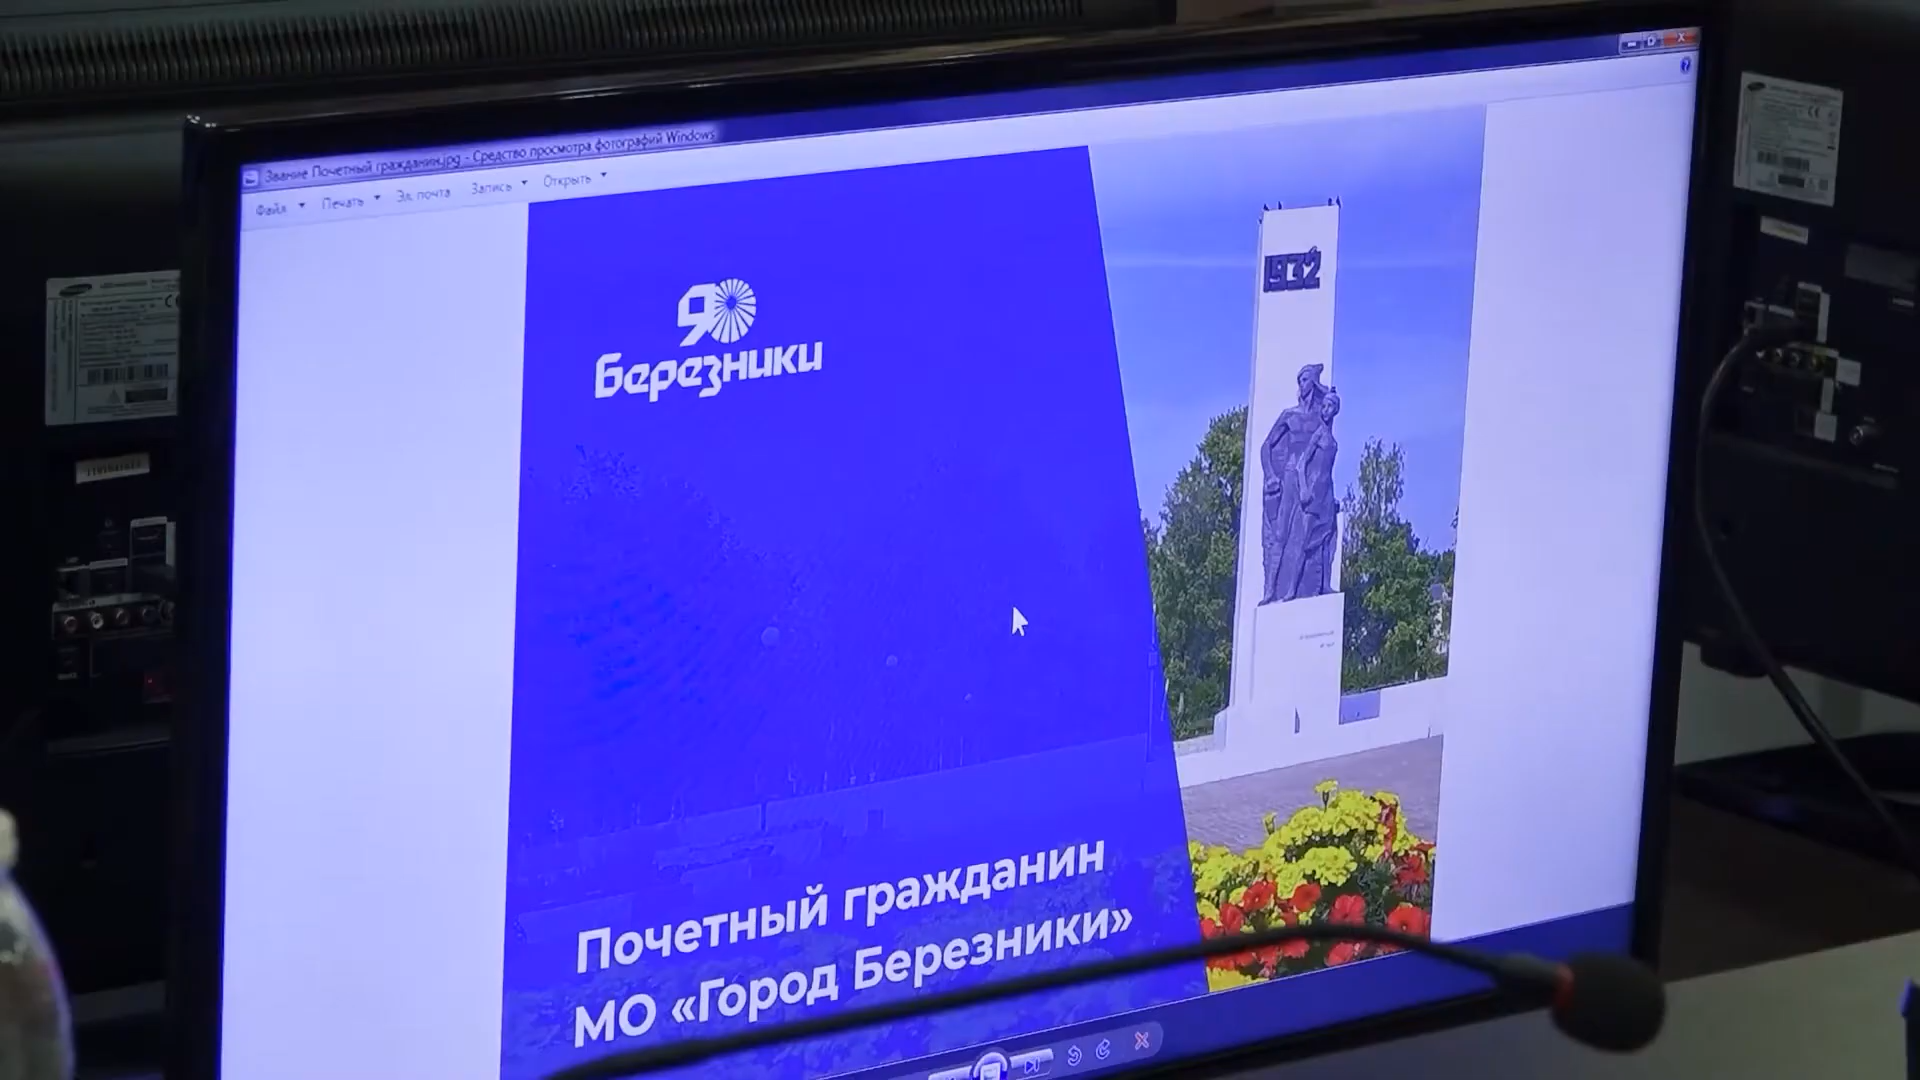 Звание Почетный гражданин.jpg - Средство просмотра фотографий Windows
Файл Печать Эл. почта Запись Открыть
90
Березники
1932
Почетный гражданин
МО «Город Березники»